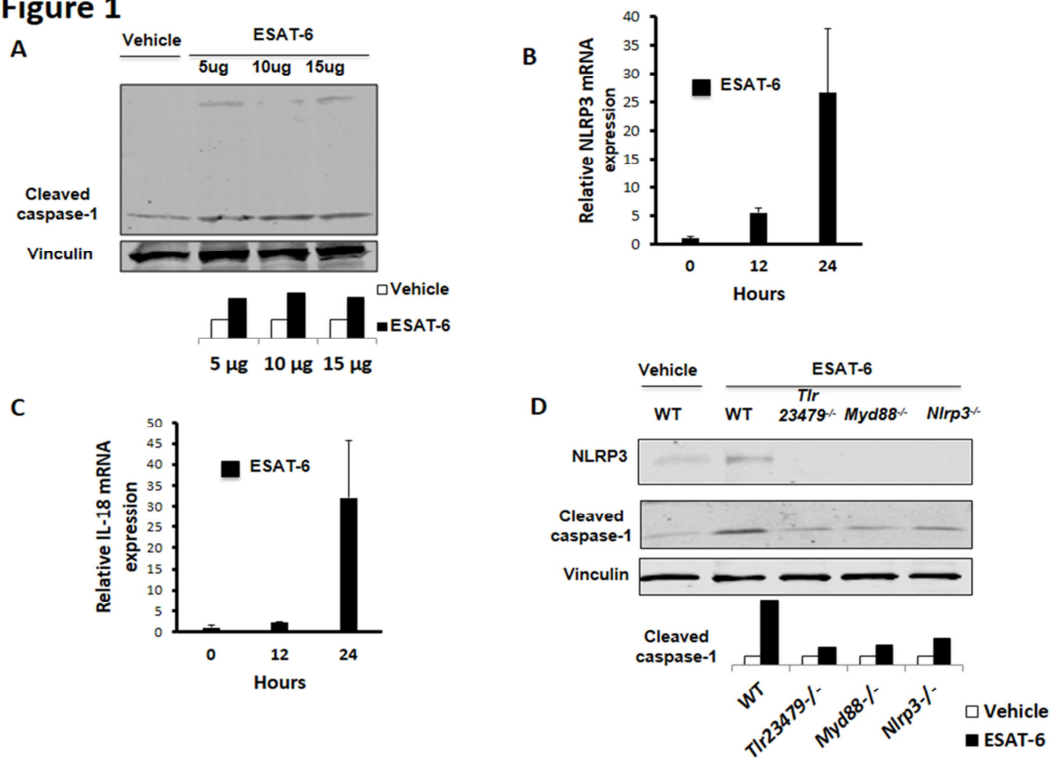 Figure 1
A
Vehicle
ESAT-6
5ug 10ug 15ug
Cleaved
caspase-1
Vinculin
Vehicle
ESAT-6
5 µg 10 µg 15 µg
B
Relative NLRP3 mRNA
expression
40
35
30
25
20
15
10
5
0
ESAT-6
0 12 24
Hours
C
Relative IL-18 mRNA
expression
50
45
40
35
30
25
20
15
10
5
0
ESAT-6
0 12 24
Hours
D
Vehicle
ESAT-6
WT WT Tlr
23479-/- Myd88-/- Nlrp3-/-
NLRP3
Cleaved
caspase-1
Vinculin
Cleaved
caspase-1
WT
Tlr23479-/-
Myd88-/-
Nlrp3-/-
Vehicle
ESAT-6